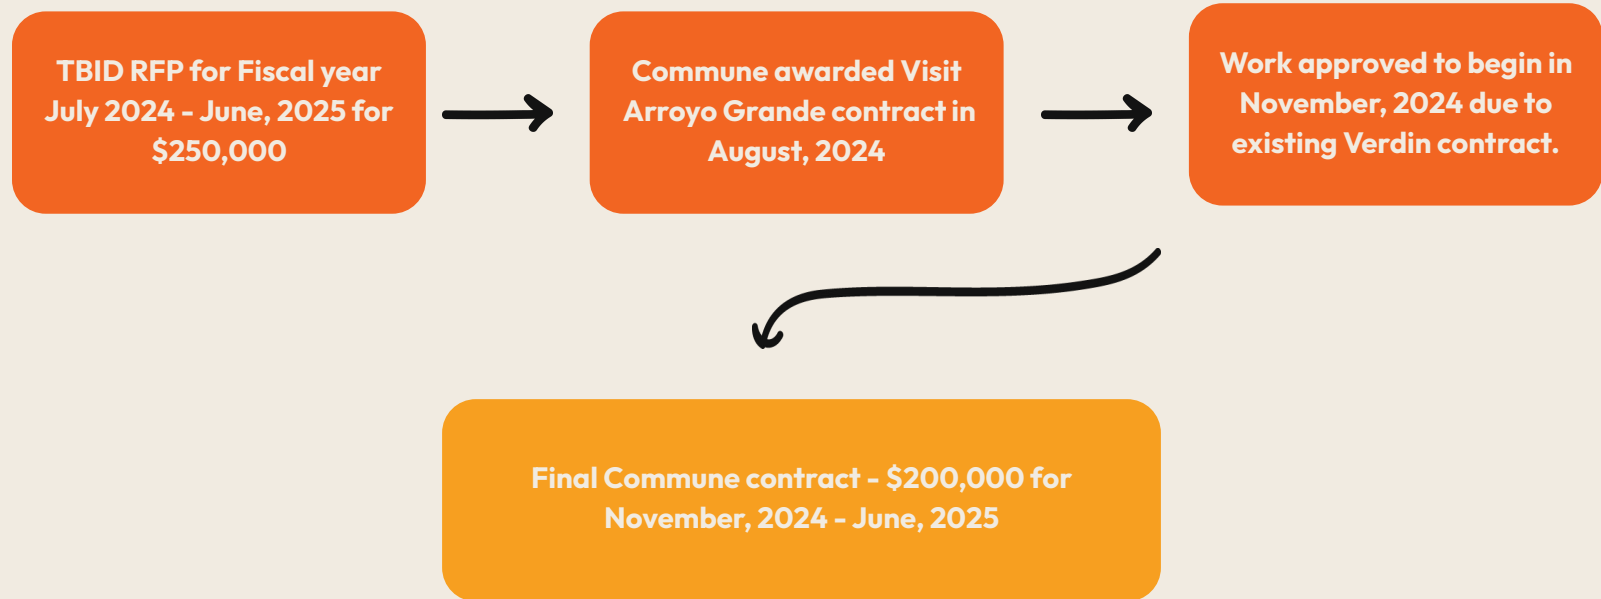 TBID RFP for Fiscal year
July 2024 - June, 2025 for
$250,000
Commune awarded Visit
Arroyo Grande contract in
August, 2024
Work approved to begin in
November, 2024 due to
existing Verdin contract.
Final Commune contract - $200,000 for
November, 2024 - June, 2025